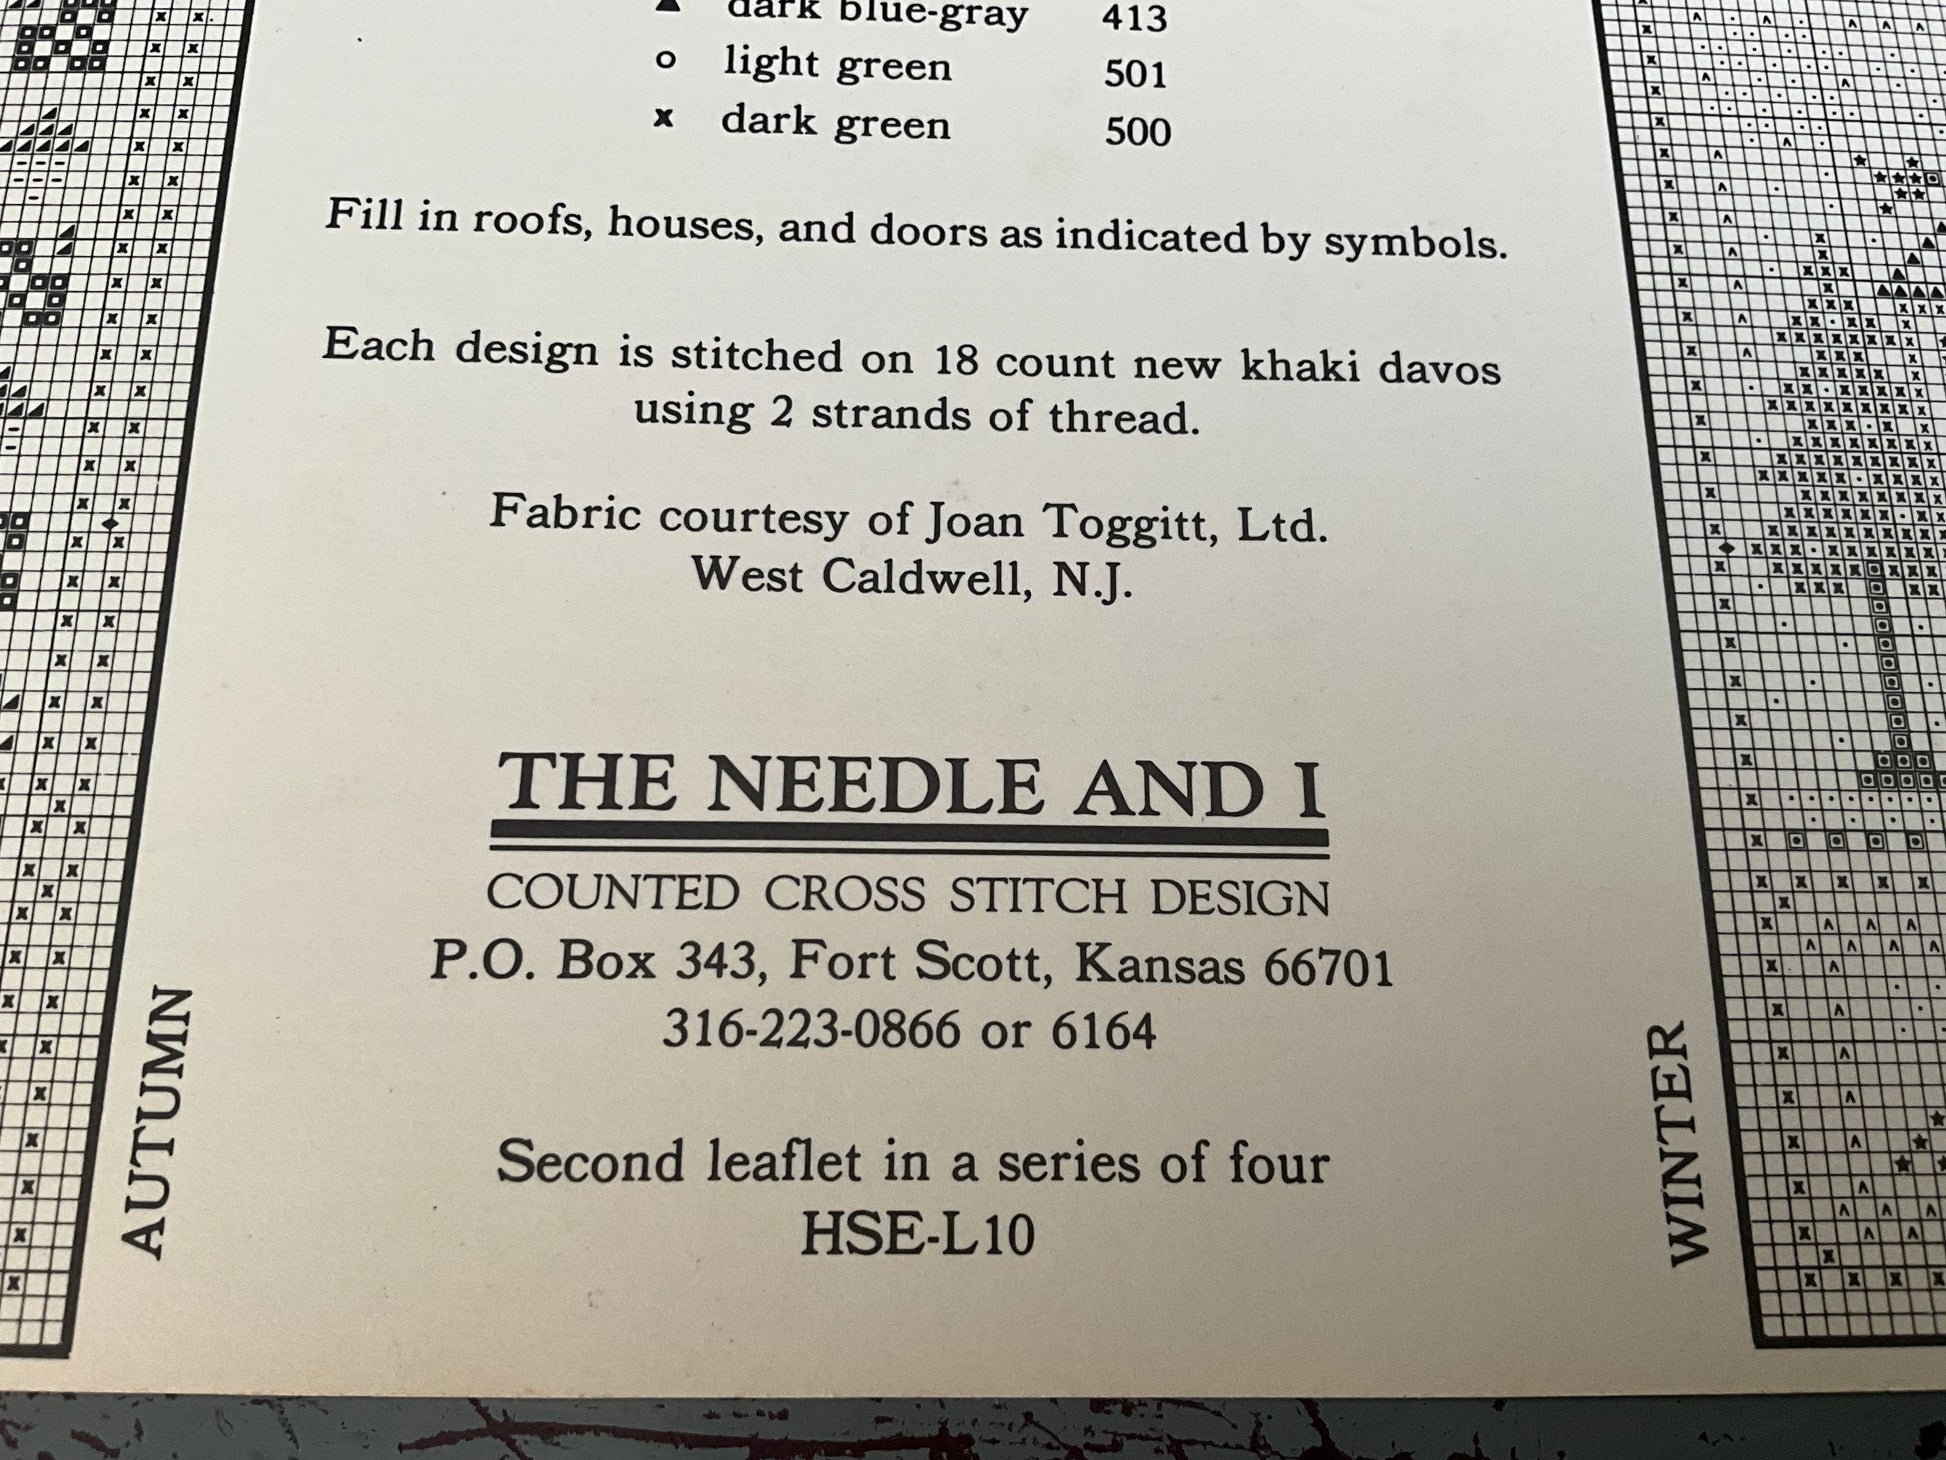 dark blue-gray 413
o light green 501
x dark green 500
Fill in roofs, houses, and doors as indicated by symbols.
Each design is stitched on 18 count new khaki davos
using 2 strands of thread.
Fabric courtesy of Joan Toggitt, Ltd.
West Caldwell, N.J.
THE NEEDLE AND I
COUNTED CROSS STITCH DESIGN
P.O. Box 343, Fort Scott, Kansas 66701
316-223-0866 or 6164
Second leaflet in a series of four
HSE-L10
AUTUMN
WINTER